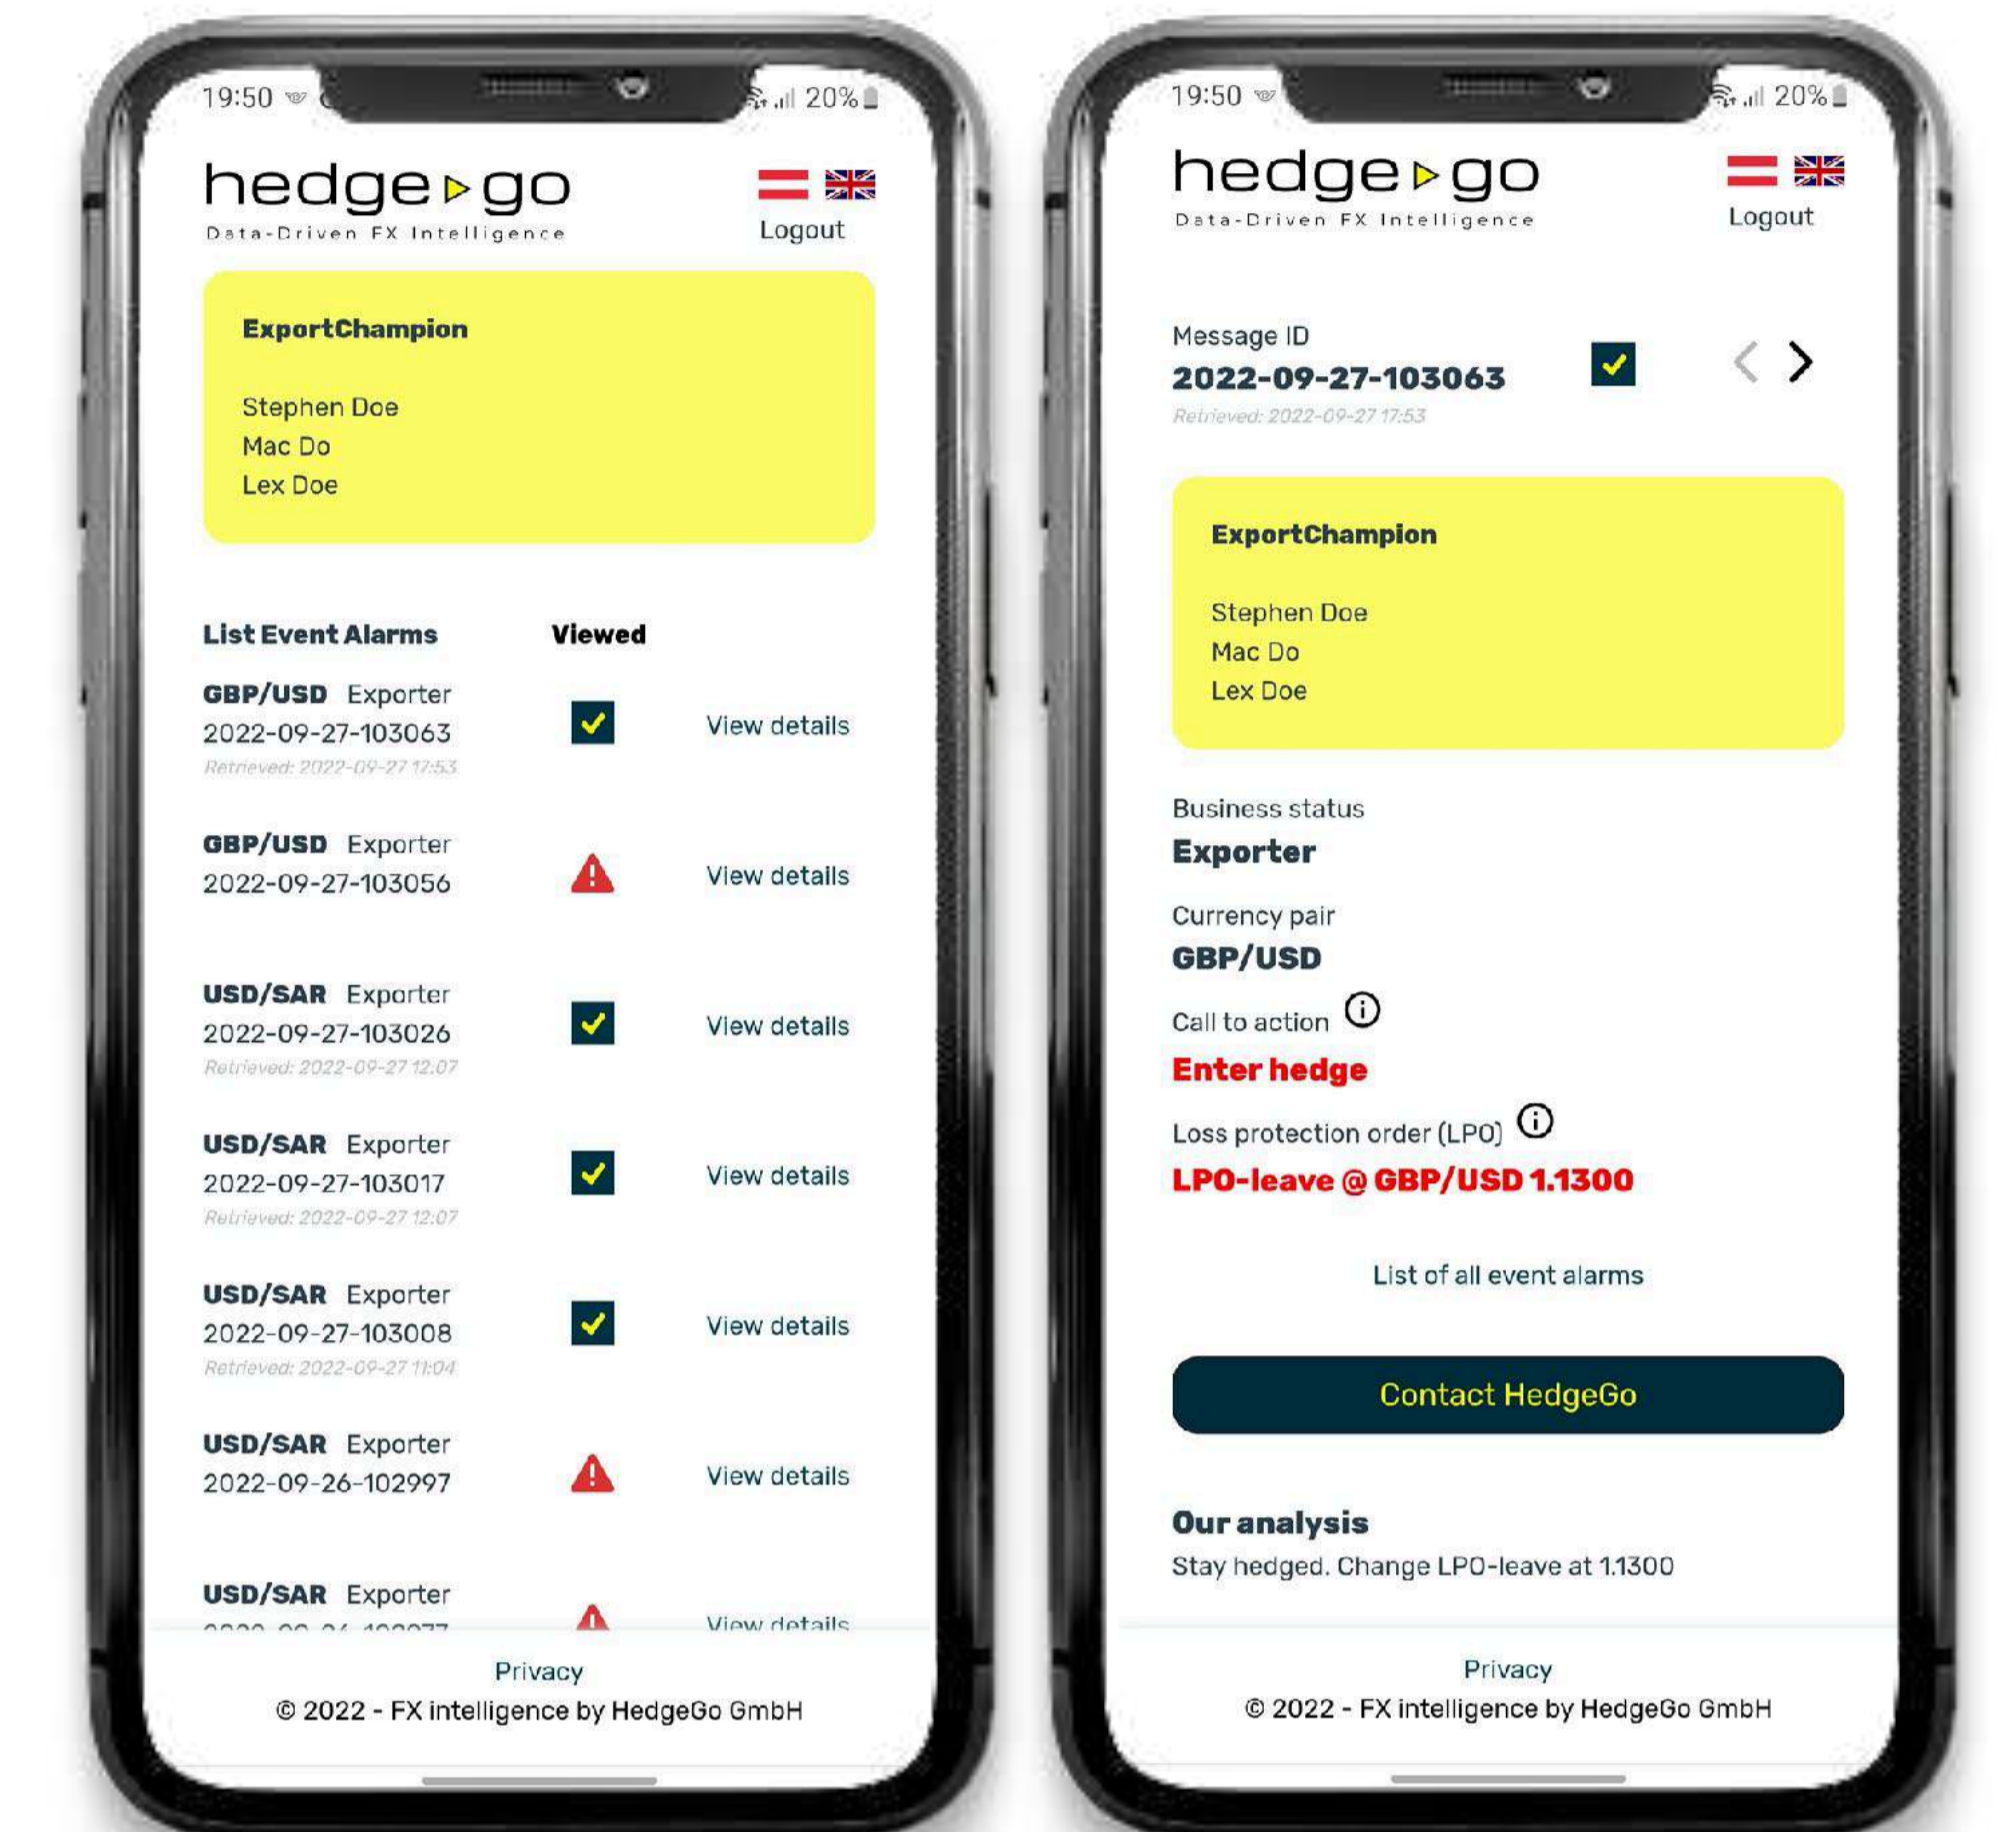 19:50
20%
hedge go
Data-Driven FX Intelligence
Logout
ExportChampion
Stephen Doe
Mac Do
Lex Doe
List Event Alarms Viewed
GBP/USD Exporter
2022-09-27-103063
View details
Retrieved: 2022-09-27 17:53
GBP/USD Exporter
2022-09-27-103056
View details
USD/SAR Exporter
2022-09-27-103026
View details
Retrieved: 2022-09-27 12:07
USD/SAR Exporter
2022-09-27-103017
View details
Retrieved: 2022-09-27 12:07
USD/SAR Exporter
2022-09-27-103008
View details
Retrieved: 2022-09-27 11:04
USD/SAR Exporter
2022-09-26-102997
View details
USD/SAR Exporter
View details
Privacy
© 2022 - FX intelligence by HedgeGo GmbH
19:50
20%
hedge go
Data-Driven FX Intelligence
Logout
Message ID
2022-09-27-103063
Retrieved: 2022-09-27 17:53
ExportChampion
Stephen Doe
Mac Do
Lex Doe
Business status
Exporter
Currency pair
GBP/USD
Call to action
Enter hedge
Loss protection order (LPO)
LPO-leave @ GBP/USD 1.1300
List of all event alarms
Contact HedgeGo
Our analysis
Stay hedged. Change LPO-leave at 1.1300
Privacy
© 2022 - FX intelligence by HedgeGo GmbH